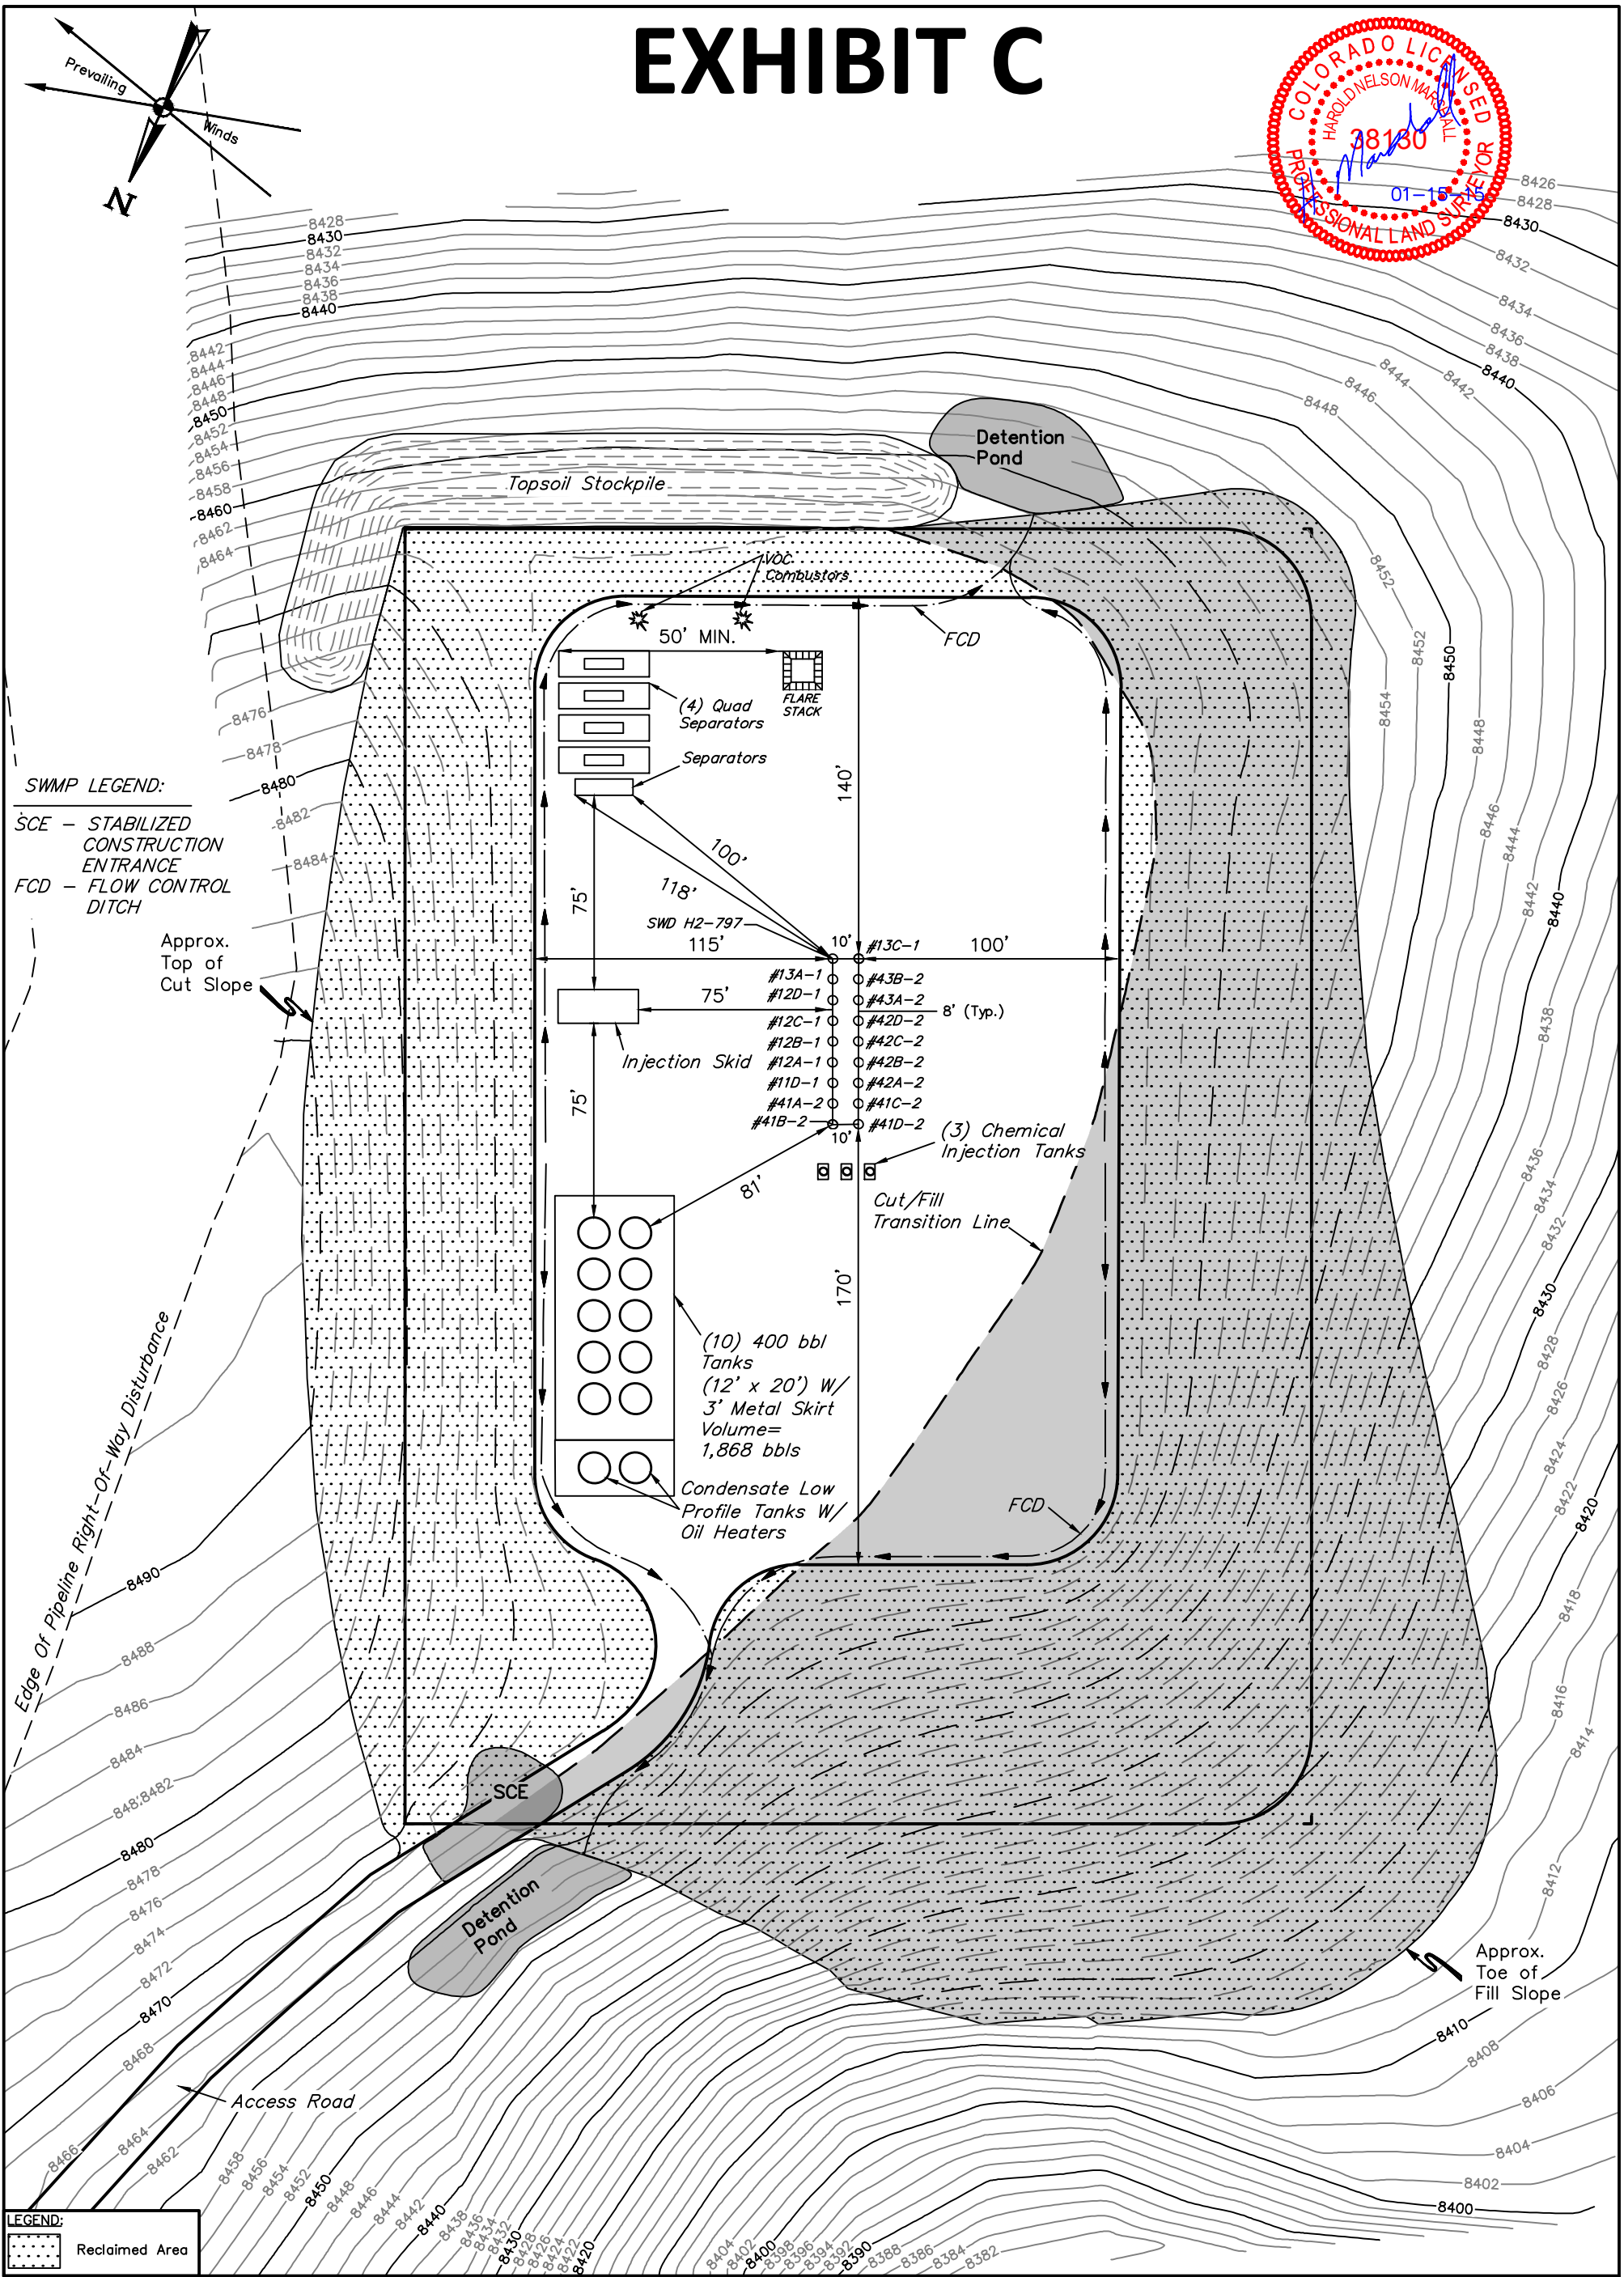 EXHIBIT C
Prevailing
Winds
N
COLORADO LICENSED
HAROLD NELSON MARSHALL
38130
01-15-15
PROFESSIONAL LAND SURVEYOR
8426
8428
8430
8432
8434
8436
8438
8440
8442
8444
8446
8448
8428
8430
8432
8434
8436
8438
8440
8442
8444
8446
8448
8450
8452
8454
8456
8458
8460
8462
8464
Detention
Pond
Topsoil Stockpile
VOC
Combustors
FCD
50' MIN.
FLARE
STACK
(4) Quad
Separators
Separators
8476
8478
8480
8482
8484
8452
8452
8450
8454
8448
8446
8444
8442
8440
8438
8436
8434
8432
8430
8428
8426
8424
8422
8420
8418
8416
8414
8412
SWMP LEGEND:
SCE - STABILIZED
CONSTRUCTION
ENTRANCE
FCD - FLOW CONTROL
DITCH
Approx.
Top of
Cut Slope
140'
100'
118'
75'
SWD H2-797
115'
10'
#13C-1
100'
#13A-1
#43B-2
#12D-1
#43A-2
75'
8' (Typ.)
#12C-1
#42D-2
#12B-1
#42C-2
Injection Skid
#12A-1
#42B-2
#11D-1
#42A-2
75'
#41A-2
#41C-2
#41B-2
10'
#41D-2
(3) Chemical
Injection Tanks
81'
Cut/Fill
Transition Line
170'
(10) 400 bbl
Tanks
(12' x 20') W/
3' Metal Skirt
Volume=
1,868 bbls
Condensate Low
Profile Tanks W/
Oil Heaters
FCD
Edge Of Pipeline Right-Of-Way Disturbance
8490
8488
8486
8484
8482
8480
8478
8476
8474
8472
8470
8468
8466
8464
8462
SCE
Detention
Pond
Access Road
Approx.
Toe of
Fill Slope
8410
8408
8406
8404
8402
8400
8458
8456
8454
8452
8450
8448
8446
8444
8442
8440
8438
8436
8434
8432
8430
8428
8426
8424
8422
8420
8404
8402
8400
8398
8396
8394
8392
8390
8388
8386
8384
8382
LEGEND:
Reclaimed Area